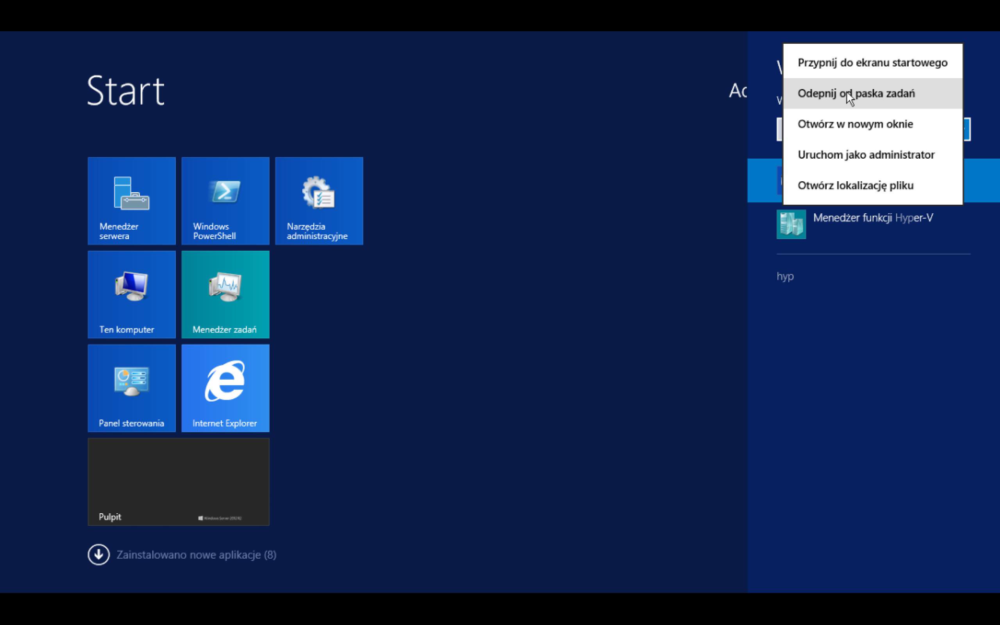 Start
Menedżer
serwera
Windows
PowerShell
Narzędzia
administracyjne
Ten komputer
Menedżer zadań
Panel sterowania
Internet Explorer
Pulpit
Windows Server 2012 R2
Zainstalowano nowe aplikacje (8)
Przypnij do ekranu startowego
Odepnij od paska zadań
Otwórz w nowym oknie
Uruchom jako administrator
Otwórz lokalizację pliku
Menedżer funkcji Hyper-V
hyp